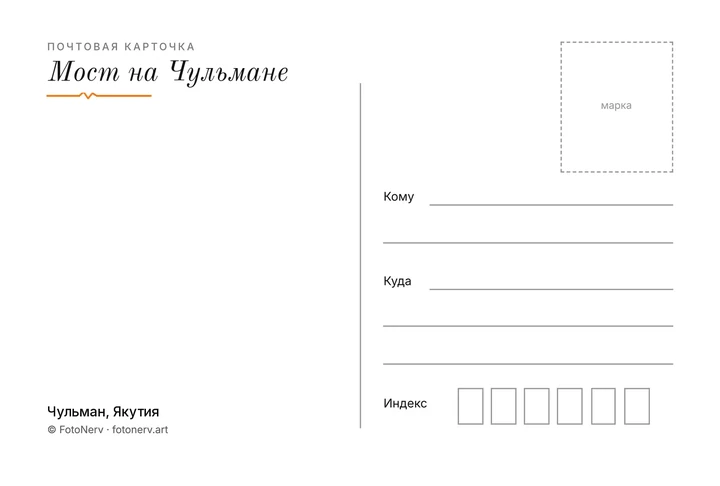 ПОЧТОВАЯ КАРТОЧКА
Мост на Чульмане
марка
Кому
Куда
Индекс
Чульман, Якутия
© FotoNerv · fotonerv.art